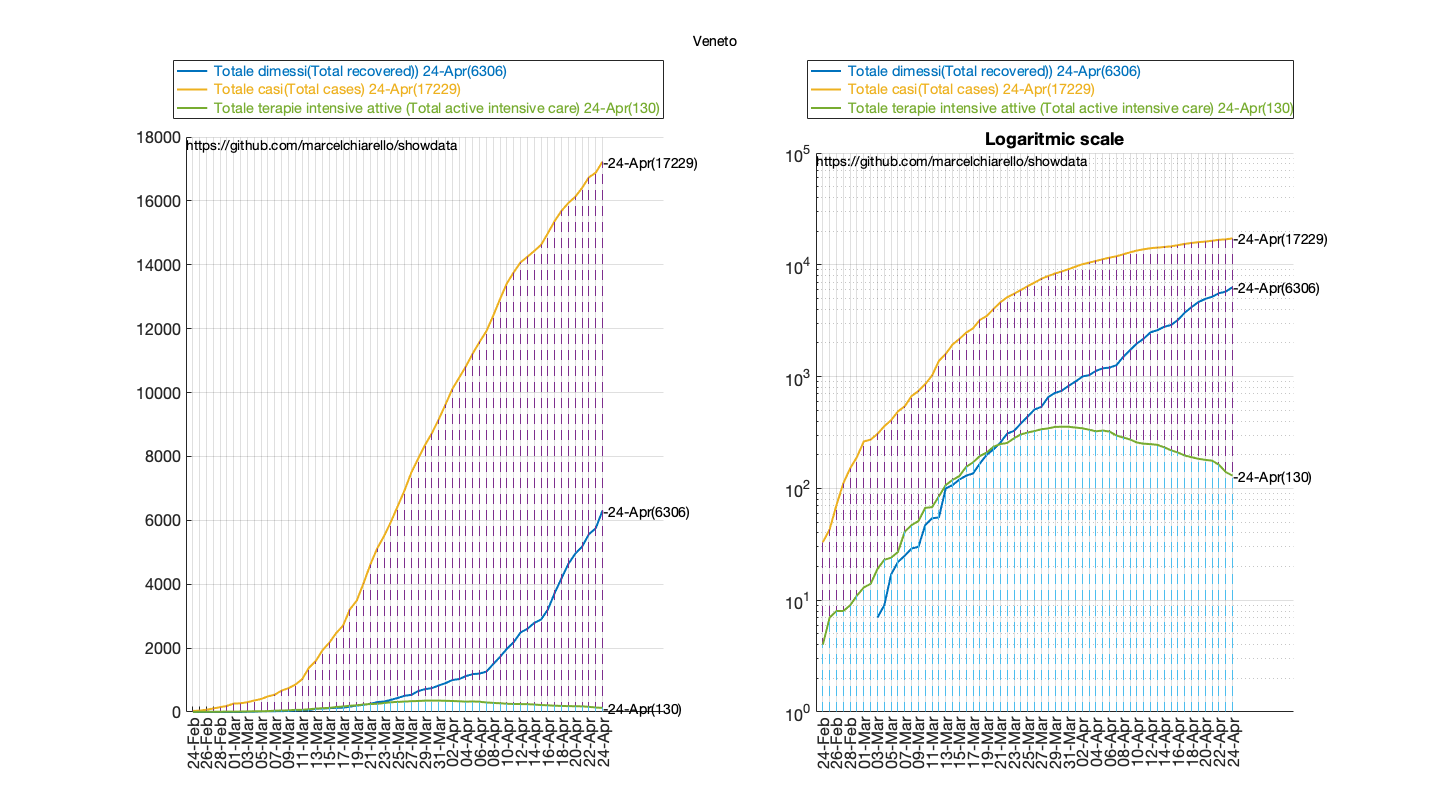 Veneto
Totale dimessi(Total recovered)) 24-Apr(6306)
Totale casi(Total cases) 24-Apr(17229)
Totale terapie intensive attive (Total active intensive care) 24-Apr(130)
18000
16000
14000
12000
10000
8000
6000
4000
2000
0
https://github.com/marcelchiarello/showdata
-24-Apr(17229)
-24-Apr(6306)
-24-Apr(130)
24-Feb
26-Feb
28-Feb
01-Mar
03-Mar
05-Mar
07-Mar
09-Mar
11-Mar
13-Mar
15-Mar
17-Mar
19-Mar
21-Mar
23-Mar
25-Mar
27-Mar
29-Mar
31-Mar
02-Apr
04-Apr
06-Apr
08-Apr
10-Apr
12-Apr
14-Apr
16-Apr
18-Apr
20-Apr
22-Apr
24-Apr
Totale dimessi(Total recovered)) 24-Apr(6306)
Totale casi(Total cases) 24-Apr(17229)
Totale terapie intensive attive (Total active intensive care) 24-Apr(130)
Logaritmic scale
10^5
10^4
10^3
10^2
10^1
10^0
https://github.com/marcelchiarello/showdata
-24-Apr(17229)
-24-Apr(6306)
-24-Apr(130)
24-Feb
26-Feb
28-Feb
01-Mar
03-Mar
05-Mar
07-Mar
09-Mar
11-Mar
13-Mar
15-Mar
17-Mar
19-Mar
21-Mar
23-Mar
25-Mar
27-Mar
29-Mar
31-Mar
02-Apr
04-Apr
06-Apr
08-Apr
10-Apr
12-Apr
14-Apr
16-Apr
18-Apr
20-Apr
22-Apr
24-Apr